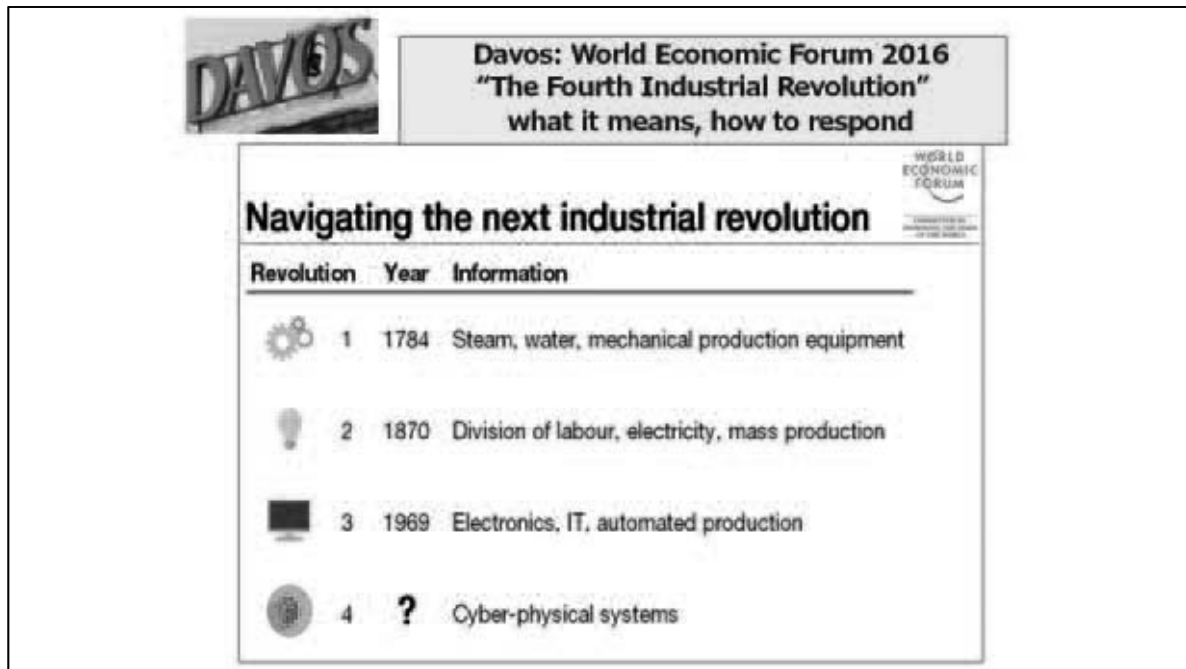 DAVOS
Davos: World Economic Forum 2016
“The Fourth Industrial Revolution”
what it means, how to respond
WORLD
ECONOMIC
FORUM
Navigating the next industrial revolution
Revolution Year Information
1 1784 Steam, water, mechanical production equipment
2 1870 Division of labour, electricity, mass production
3 1969 Electronics, IT, automated production
4 ? Cyber-physical systems